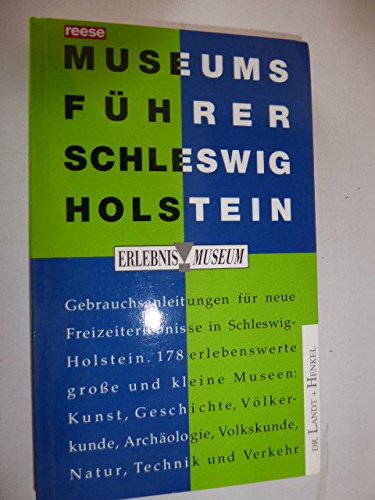 reese
MUSEUMS
FÜHRER
SCHLESWIG
HOLSTEIN
ERLEBNIS MUSEUM
Gebrauchsanleitungen für neue
Freizeiterlebnisse in Schleswig-
Holstein. 178 erlebenswerte
große und kleine Museen:
Kunst, Geschichte, Völker-
kunde, Archäologie, Volkskunde,
Natur, Technik und Verkehr
DR. LANDT + HENKEL